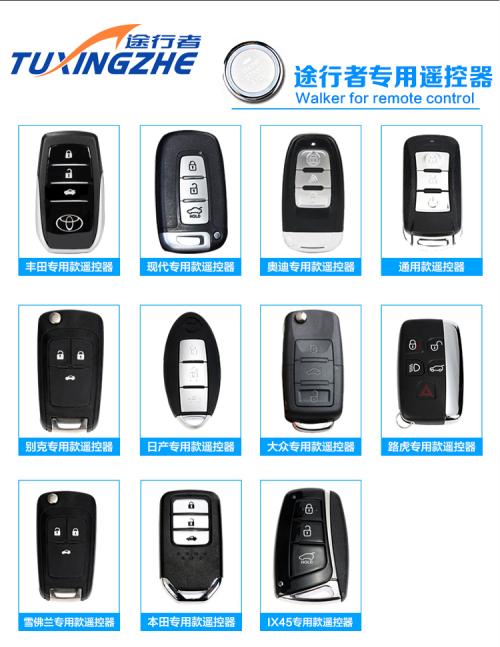 途行者
TUXINGZHE
途行者专用遥控器
Walker for remote control
HOLD
丰田专用款遥控器
现代专用款遥控器
奥迪专用款遥控器
通用款遥控器
别克专用款遥控器
日产专用款遥控器
大众专用款遥控器
路虎专用款遥控器
HOLD
雪佛兰专用款遥控器
本田专用款遥控器
IX45专用款遥控器